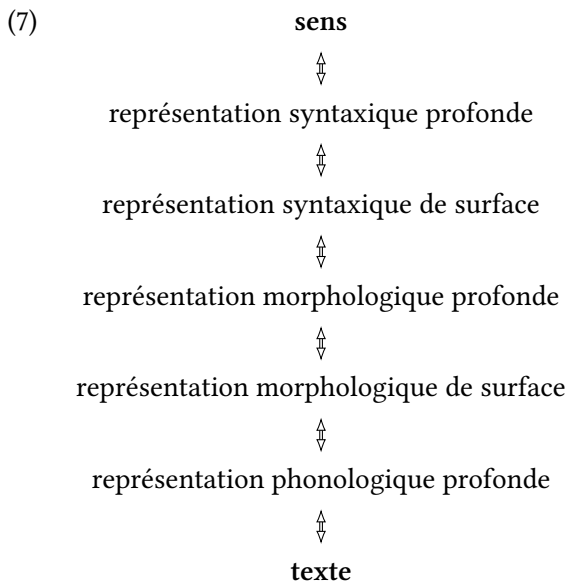 (7) sens
représentation syntaxique profonde
représentation syntaxique de surface
représentation morphologique profonde
représentation morphologique de surface
représentation phonologique profonde
texte